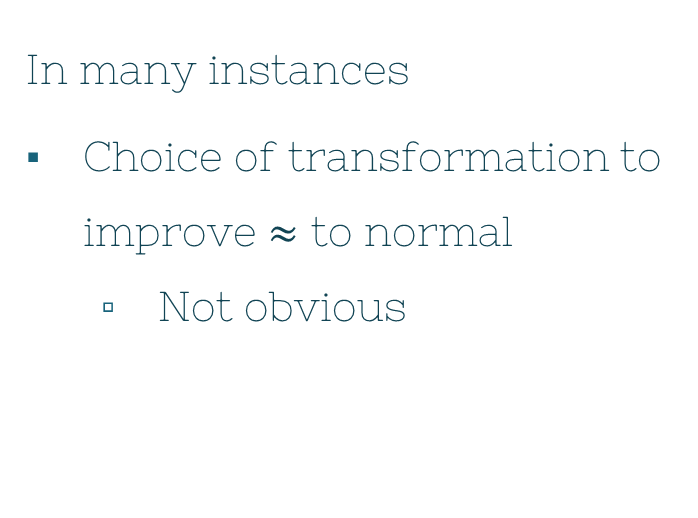 In many instances
▪ Choice of transformation to
improve ≈ to normal
▫ Not obvious